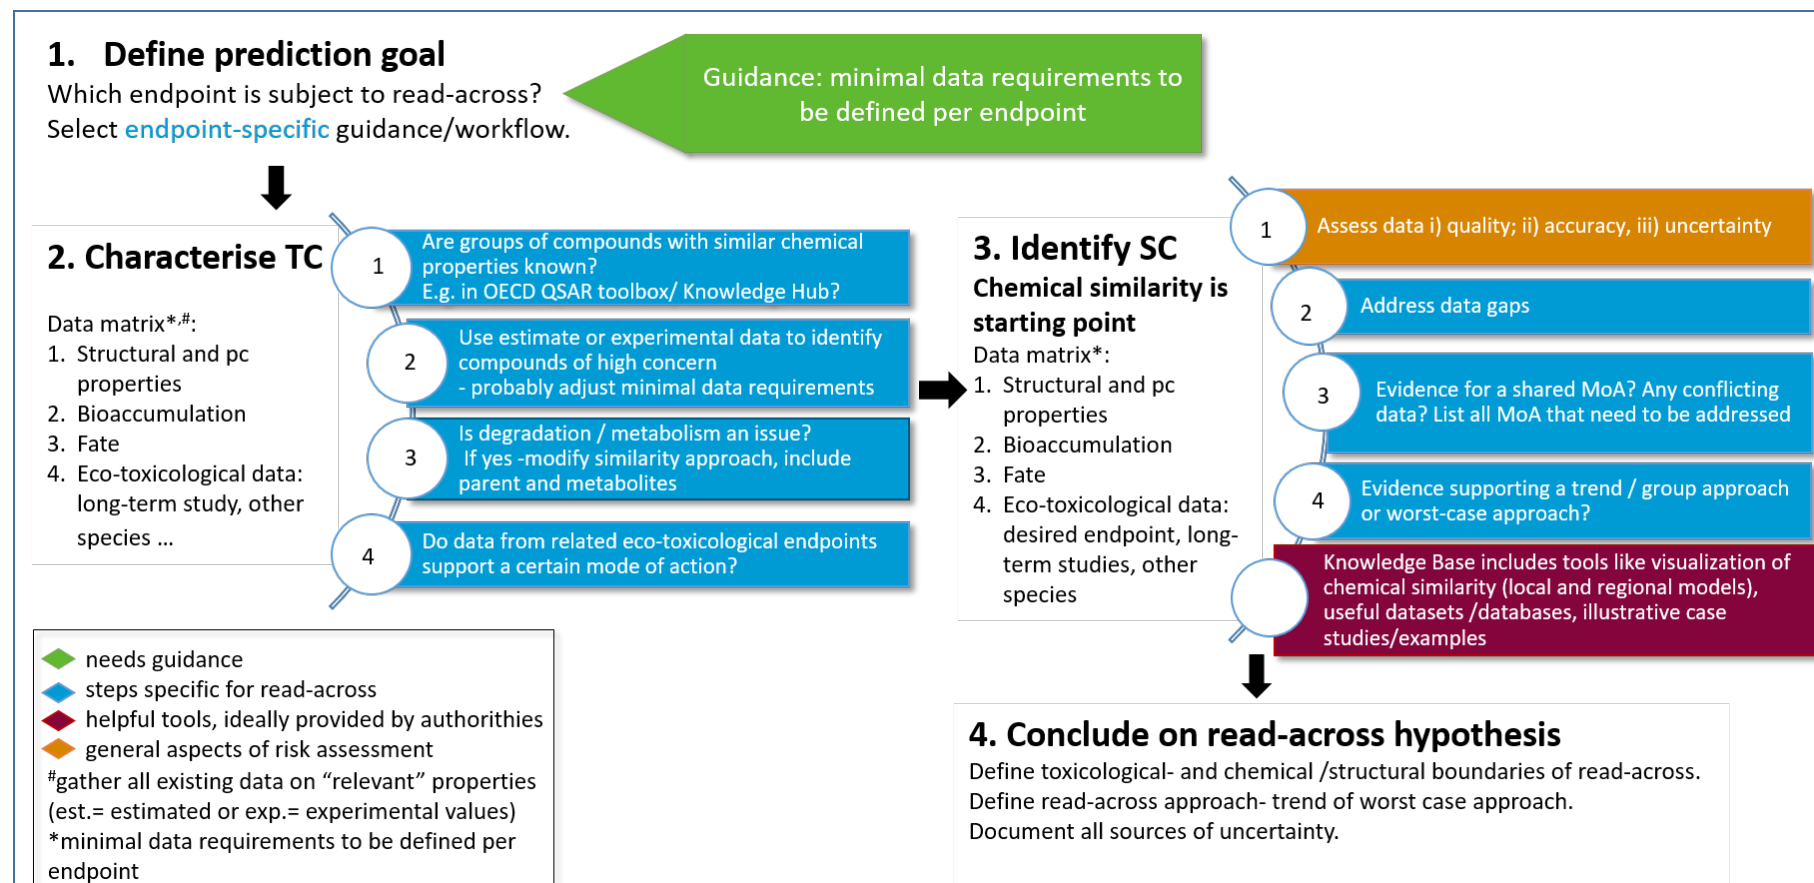 1. Define prediction goal
Which endpoint is subject to read-across?
Select endpoint-specific guidance/workflow.
Guidance: minimal data requirements to
be defined per endpoint
2. Characterise TC
Data matrix*,#:
1. Structural and pc
properties
2. Bioaccumulation
3. Fate
4. Eco-toxicological data:
long-term study, other
species ...
1
Are groups of compounds with similar chemical
properties known?
E.g. in OECD QSAR toolbox/ Knowledge Hub?
2
Use estimate or experimental data to identify
compounds of high concern
- probably adjust minimal data requirements
3
Is degradation / metabolism an issue?
If yes -modify similarity approach, include
parent and metabolites
4
Do data from related eco-toxicological endpoints
support a certain mode of action?
3. Identify SC
Chemical similarity is
starting point
Data matrix*:
1. Structural and pc
properties
2. Bioaccumulation
3. Fate
4. Eco-toxicological data:
desired endpoint, long-
term studies, other
species
1
Assess data i) quality; ii) accuracy, iii) uncertainty
2
Address data gaps
3
Evidence for a shared MoA? Any conflicting
data? List all MoA that need to be addressed
4
Evidence supporting a trend / group approach
or worst-case approach?
Knowledge Base includes tools like visualization of
chemical similarity (local and regional models),
useful datasets /databases, illustrative case
studies/examples
needs guidance
steps specific for read-across
helpful tools, ideally provided by authorithies
general aspects of risk assessment
#gather all existing data on “relevant” properties
(est.= estimated or exp.= experimental values)
*minimal data requirements to be defined per
endpoint
4. Conclude on read-across hypothesis
Define toxicological- and chemical /structural boundaries of read-across.
Define read-across approach- trend of worst case approach.
Document all sources of uncertainty.